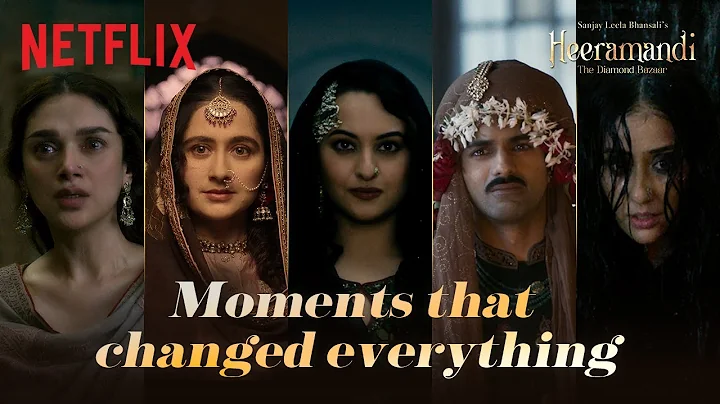 NETFLIX
Sanjay Leela Bhansali's
Heeramandi
The Diamond Bazaar
Moments that
changed everything